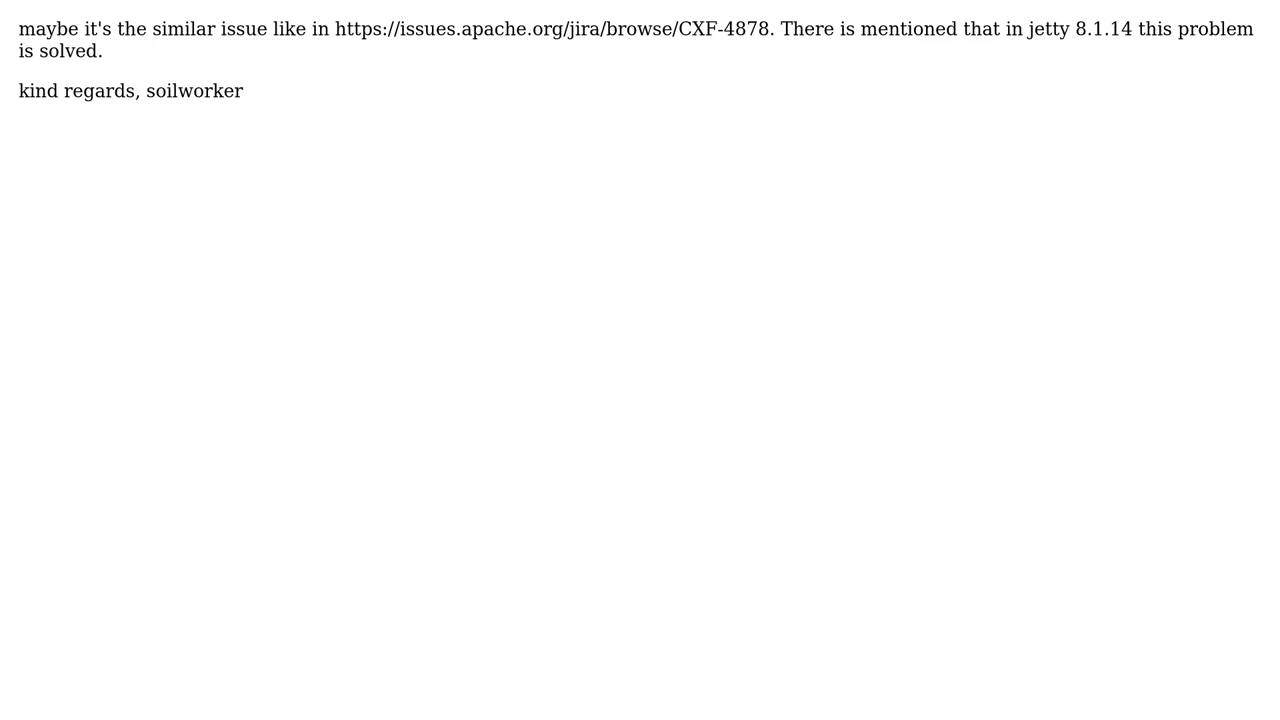 maybe it's the similar issue like in https://issues.apache.org/jira/browse/CXF-4878. There is mentioned that in jetty 8.1.14 this problem
is solved.
kind regards, soilworker